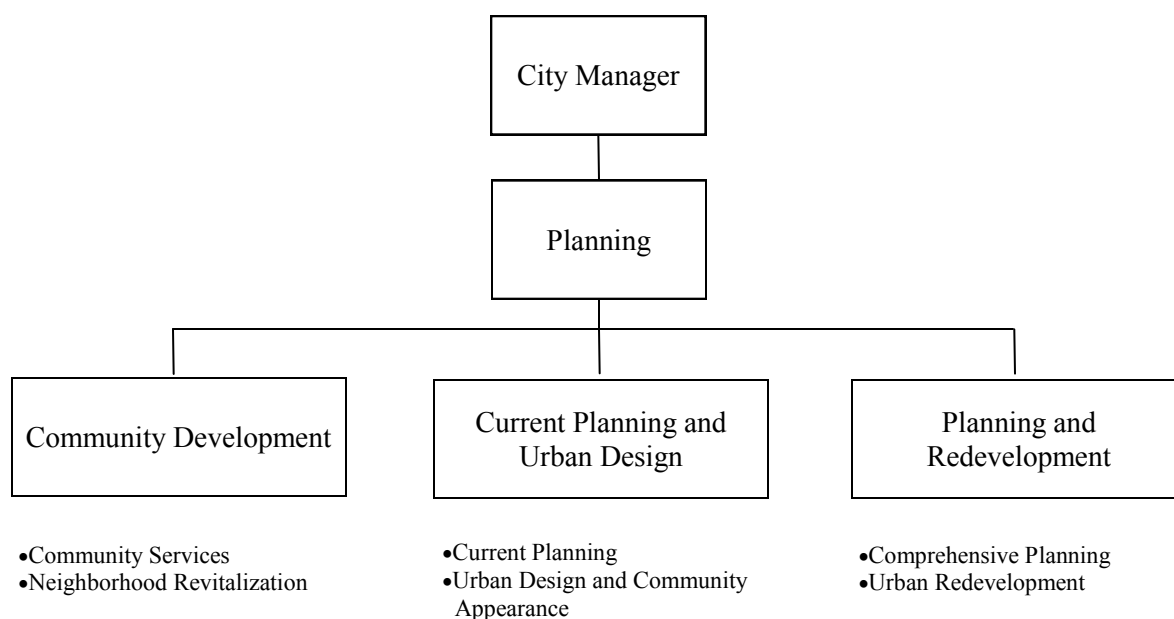 City Manager
Planning
Community Development
Current Planning and
Urban Design
Planning and
Redevelopment
•Community Services
•Neighborhood Revitalization
•Current Planning
•Urban Design and Community
Appearance
•Comprehensive Planning
•Urban Redevelopment